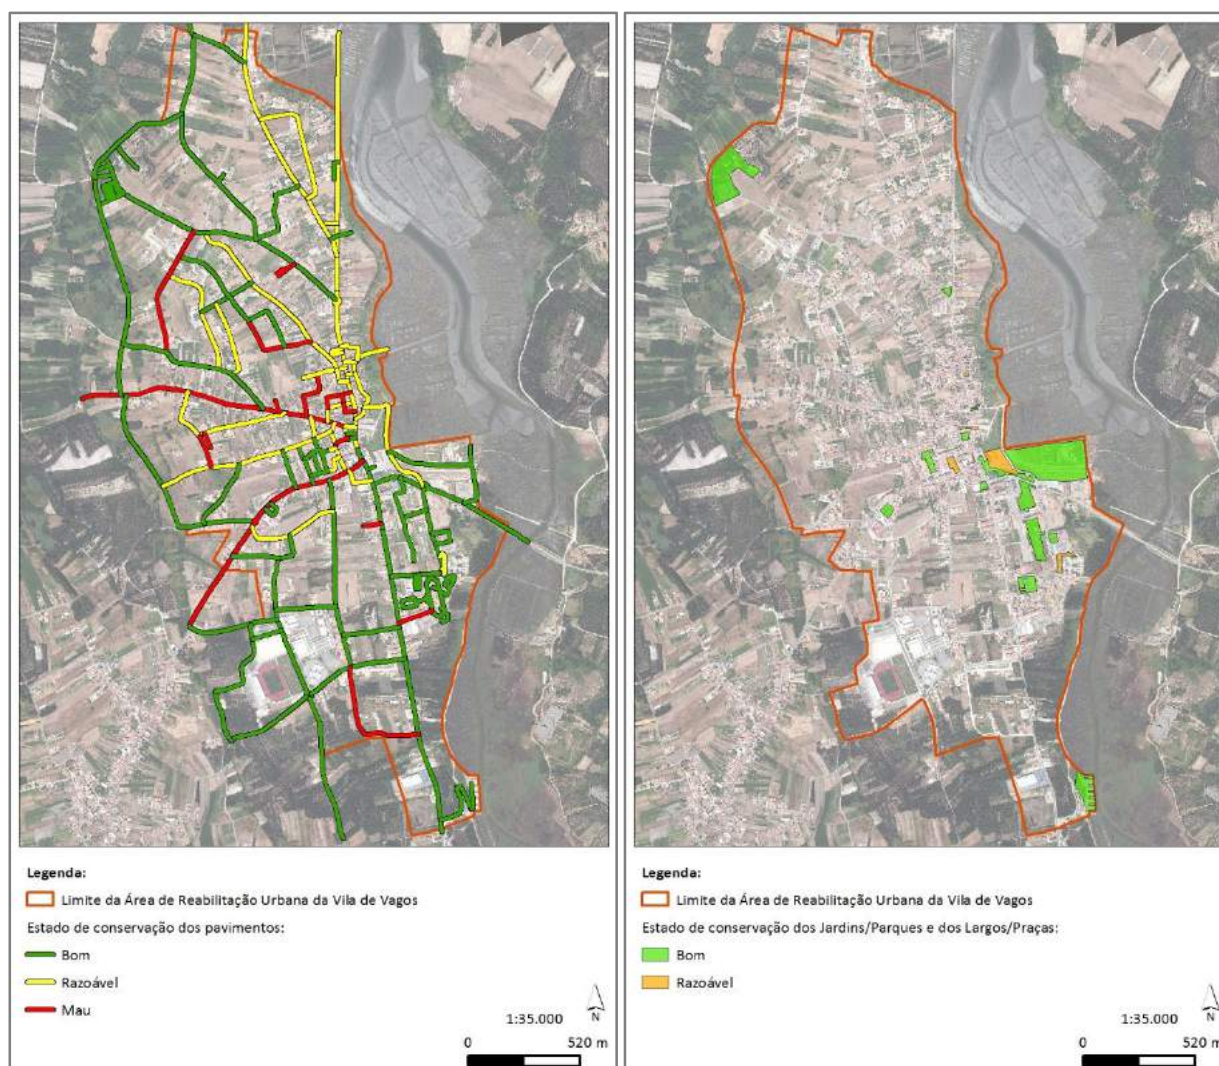 Legenda:
Limite da Área de Reabilitação Urbana da Vila de Vagos
Estado de conservação dos pavimentos:
Bom
Razoável
Mau
N
1:35.000
0 520 m
Legenda:
Limite da Área de Reabilitação Urbana da Vila de Vagos
Estado de conservação dos Jardins/Parques e dos Largos/Praças:
Bom
Razoável
N
1:35.000
0 520 m